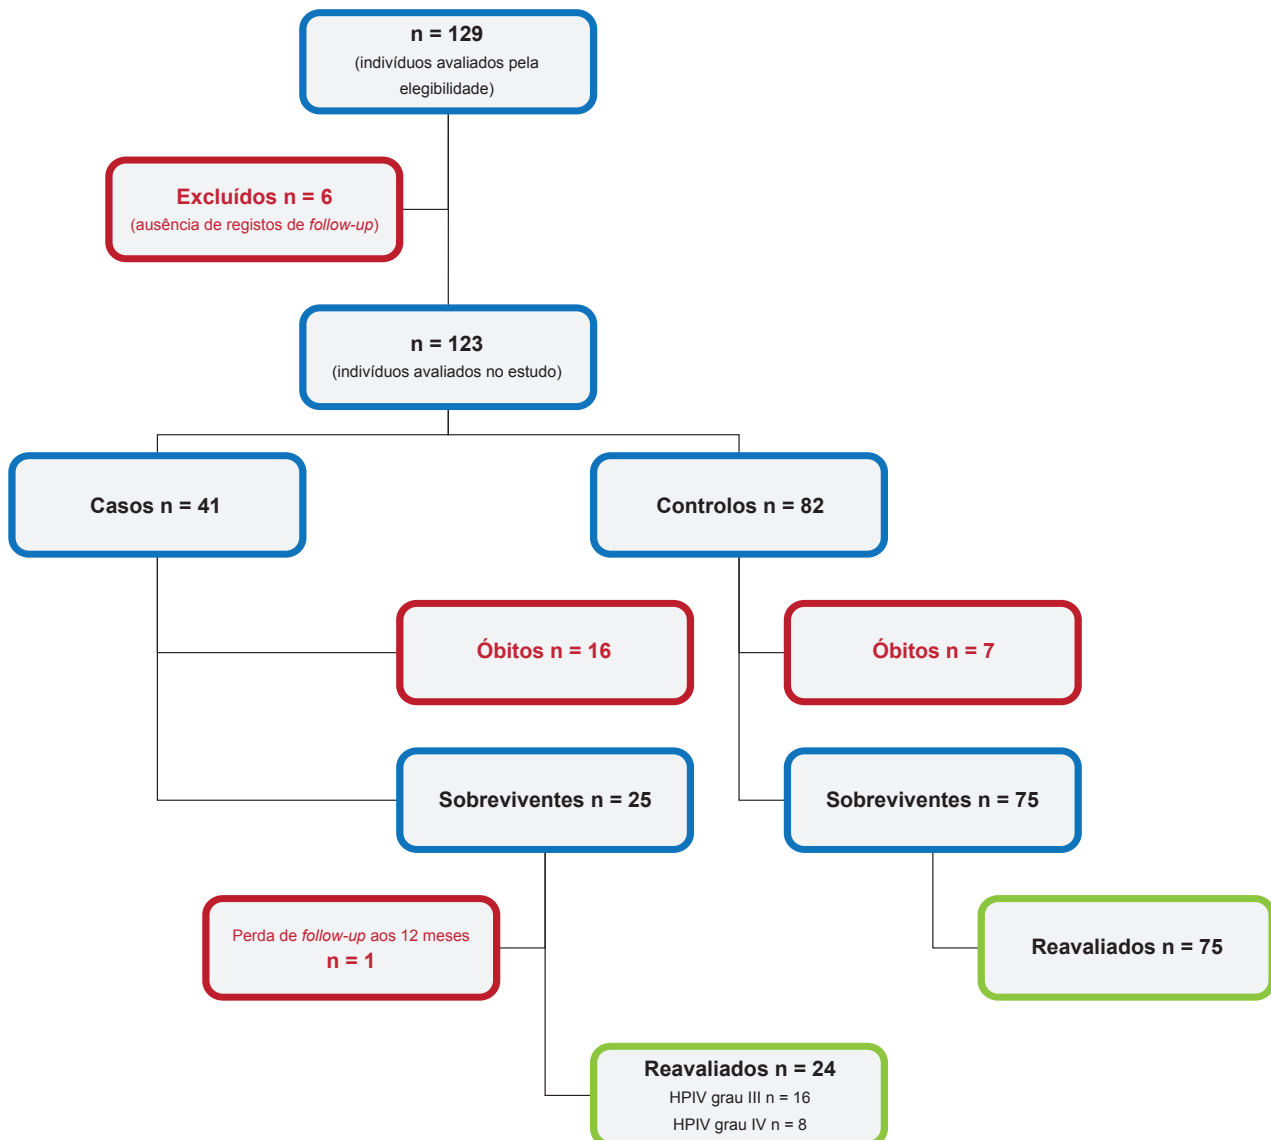 n = 129
(indivíduos avaliados pela
elegibilidade)
Excluídos n = 6
(ausência de registos de follow-up)
n = 123
(indivíduos avaliados no estudo)
Casos n = 41
Controlos n = 82
Óbitos n = 16
Óbitos n = 7
Sobreviventes n = 25
Sobreviventes n = 75
Perda de follow-up aos 12 meses
n = 1
Reavaliados n = 75
Reavaliados n = 24
HPIV grau III n = 16
HPIV grau IV n = 8